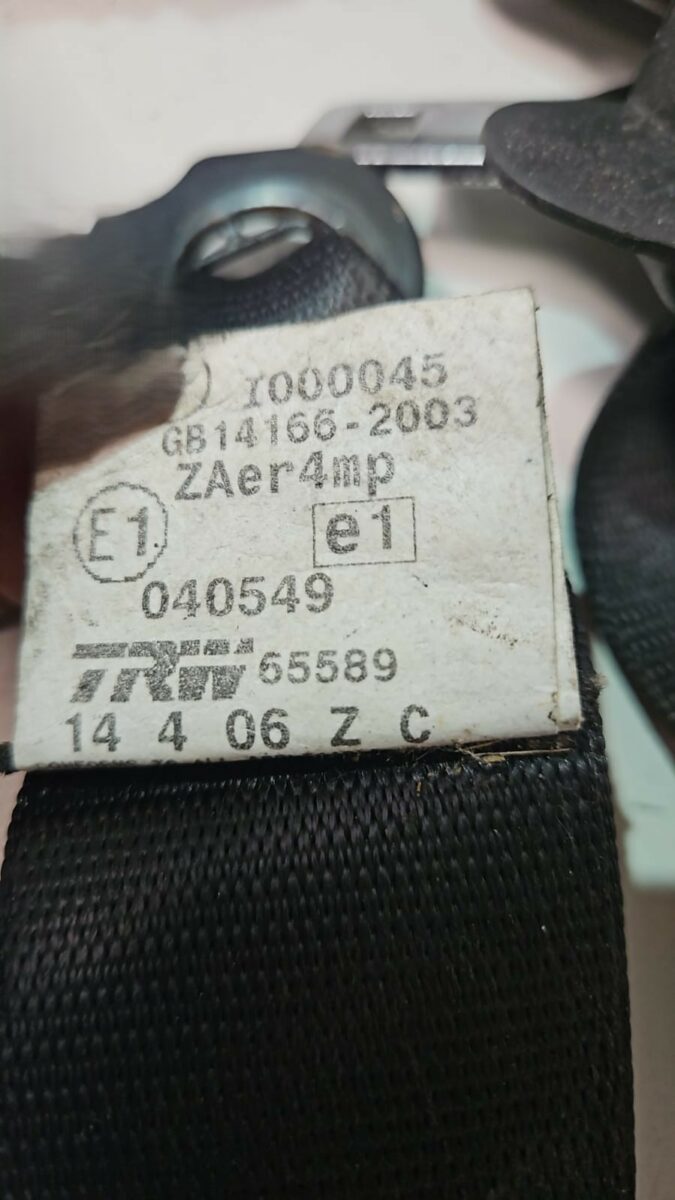 ) I000045
GB14166-2003
ZAer4mp
E1 e1
040549
TRW 65589
14 4 06 Z C